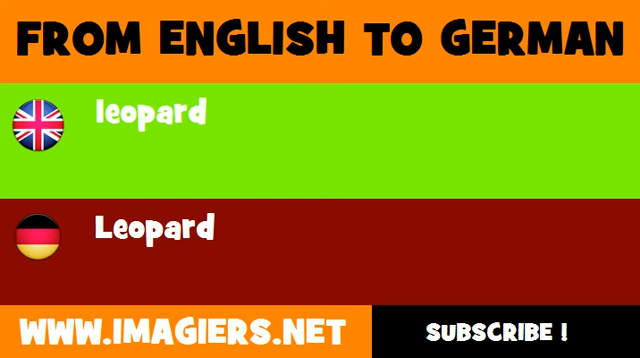 FROM ENGLISH TO GERMAN
leopard
Leopard
WWW.IMAGIERS.NET
SUBSCRIBE !